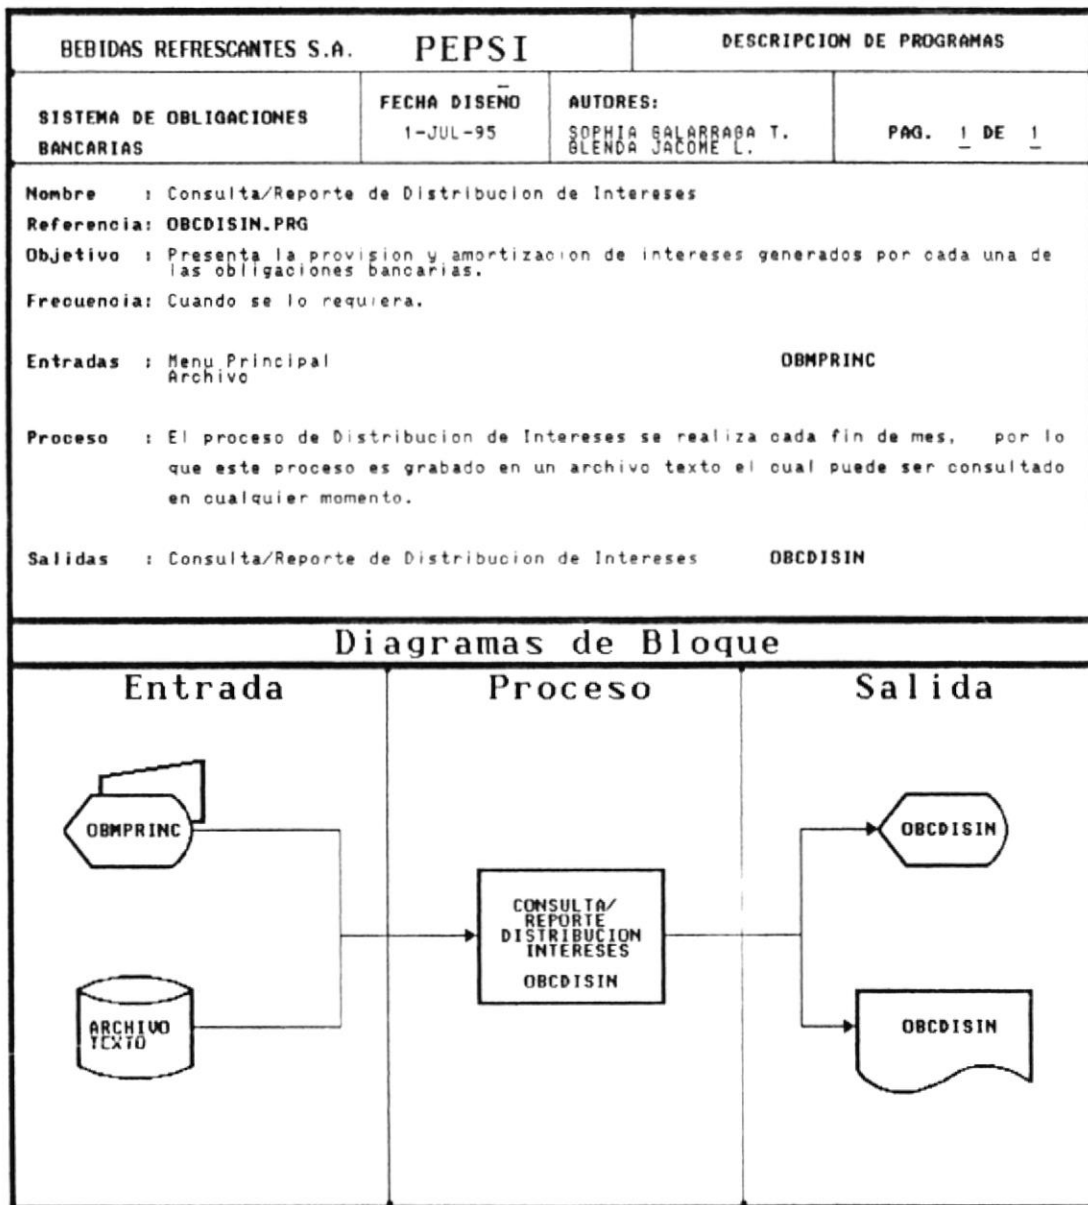 BEBIDAS REFRESCANTES S.A. PEPSI
DESCRIPCION DE PROGRAMAS
SISTEMA DE OBLIGACIONES
BANCARIAS
FECHA DISEÑO
1-JUL-95
AUTORES:
SOPHIA GALARRAGA T.
GLENDA JACOME L.
PAG. 1 DE 1
Nombre : Consulta/Reporte de Distribucion de Intereses
Referencia: OBCDISIN.PRG
Objetivo : Presenta la provision y amortizacion de intereses generados por cada una de
las obligaciones bancarias.
Frecuencia: Cuando se lo requiera.
Entradas : Menu Principal OBMPRINC
Archivo
Proceso : El proceso de Distribucion de Intereses se realiza cada fin de mes, por lo
que este proceso es grabado en un archivo texto el cual puede ser consultado
en cualquier momento.
Salidas : Consulta/Reporte de Distribucion de Intereses OBCDISIN
Diagramas de Bloque
Entrada
Proceso
Salida
OBMPRINC
ARCHIVO
TEXTO
CONSULTA/
REPORTE
DISTRIBUCION
INTERESES
OBCDISIN
OBCDISIN
OBCDISIN